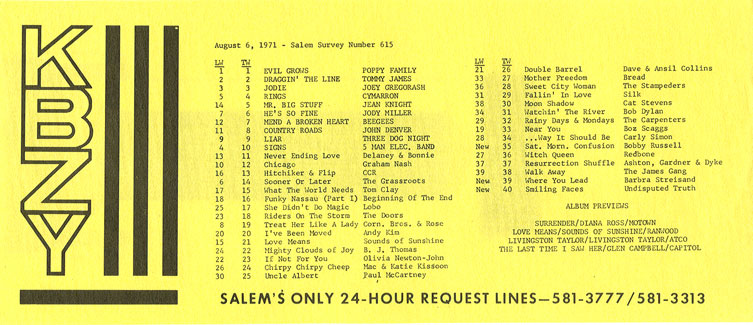 KBZY
August 6, 1971 - Salem Survey Number 615
LW TW
1 1 EVIL GROWS POPPY FAMILY
2 2 DRAGGIN' THE LINE TOMMY JAMES
3 3 JODIE JOEY GREGORASH
5 4 RINGS CYMARRON
14 5 MR. BIG STUFF JEAN KNIGHT
7 6 HE'S SO FINE JODY MILLER
12 7 MEND A BROKEN HEART BEEGEES
11 8 COUNTRY ROADS JOHN DENVER
9 9 LIAR THREE DOG NIGHT
4 10 SIGNS 5 MAN ELEC. BAND
13 11 Never Ending Love Delaney & Bonnie
10 12 Chicago Graham Nash
16 13 Hitchiker & Flip CCR
6 14 Sooner Or Later The Grassroots
17 15 What The World Needs Tom Clay
18 16 Funky Nassau (Part 1) Beginning Of The End
25 17 She Didn't Do Magic Lobo
23 18 Riders On The Storm The Doors
8 19 Treat Her Like A Lady Corn. Bros. & Rose
20 20 I've Been Moved Andy Kim
15 21 Love Means Sounds of Sunshine
24 22 Mighty Clouds of Joy B. J. Thomas
22 23 If Not For You Olivia Newton-John
26 24 Chirpy Chirpy Cheep Mac & Katie Kissoon
30 25 Uncle Albert Paul McCartney
LW TW
21 26 Double Barrel Dave & Ansil Collins
33 27 Mother Freedom Bread
36 28 Sweet City Woman The Stampeders
31 29 Fallin' In Love Silk
38 30 Moon Shadow Cat Stevens
34 31 Watchin' The River Bob Dylan
29 32 Rainy Days & Mondays The Carpenters
19 33 Near You Boz Scaggs
28 34 ...Way It Should Be Carly Simon
New 35 Sat. Morn. Confusion Bobby Russell
27 36 Witch Queen Redbone
37 37 Resurrection Shuffle Ashton, Gardner & Dyke
39 38 Walk Away The James Gang
New 39 Where You Lead Barbra Streisand
New 40 Smiling Faces Undisputed Truth
ALBUM PREVIEWS
SURRENDER/DIANA ROSS/MOTOWN
LOVE MEANS/SOUNDS OF SUNSHINE/RANWOOD
LIVINGSTON TAYLOR/LIVINGSTON TAYLOR/ATCO
THE LAST TIME I SAW HER/GLEN CAMPBELL/CAPITOL
SALEM'S ONLY 24-HOUR REQUEST LINES—581-3777/581-3313